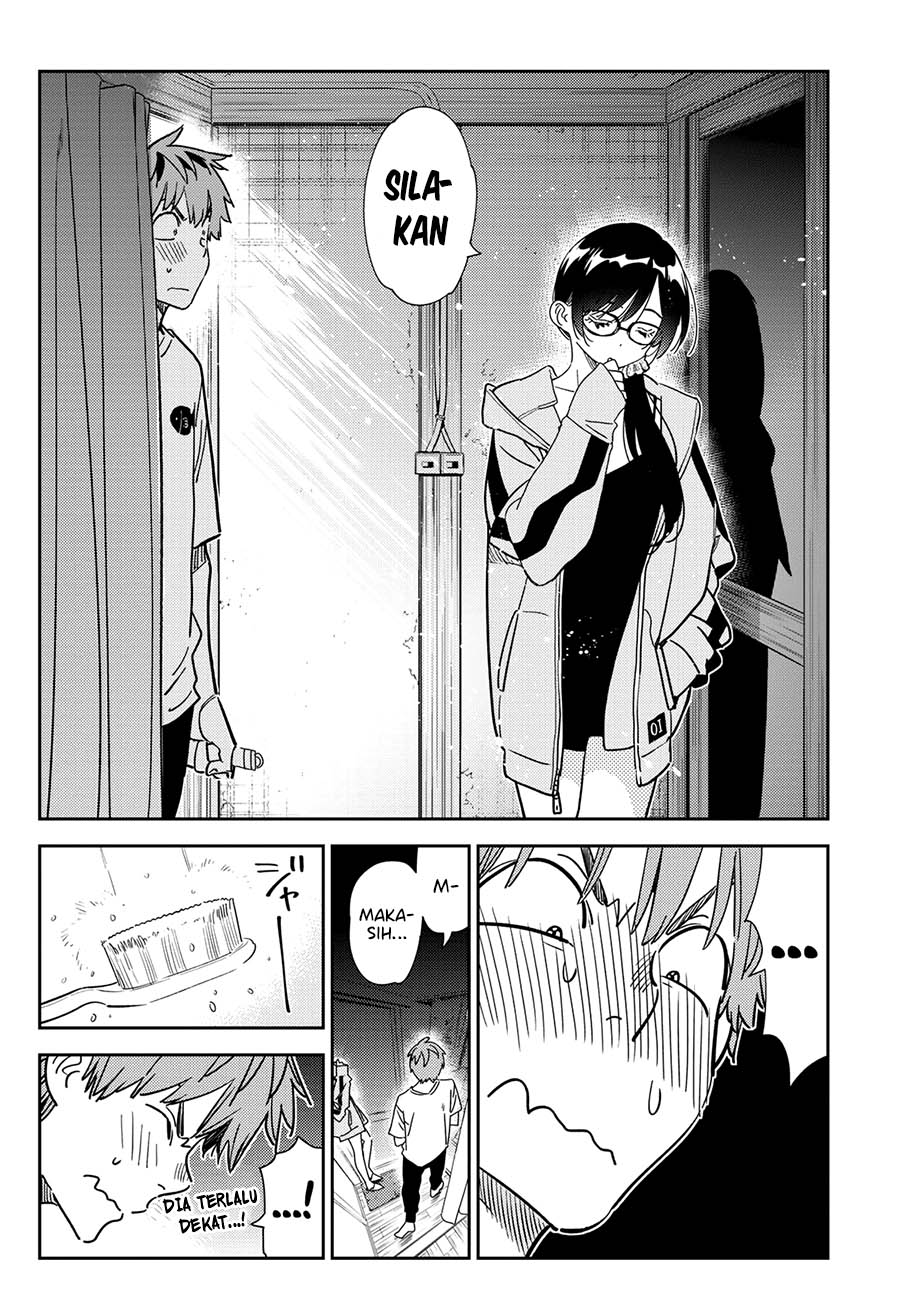 SILA-
KAN
01
......
M-
MAKA-
SIH...
ジャー
.....!
DIA TERLALU
DEKAT...!